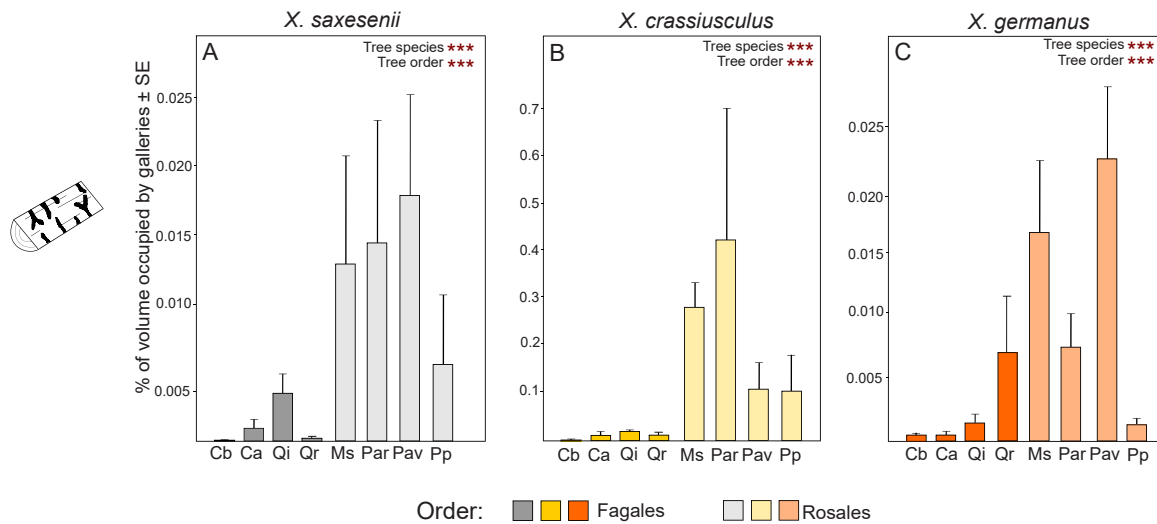 X. saxesenii
X. crassiusculus
X. germanus
% of volume occupied by galleries ± SE
A
Tree species ***
Tree order ***
0.025
0.020
0.015
0.010
0.005
Cb Ca Qi Qr Ms Par Pav Pp
B
Tree species ***
Tree order ***
0.7
0.6
0.5
0.4
0.3
0.2
0.1
Cb Ca Qi Qr Ms Par Pav Pp
C
Tree species ***
Tree order ***
0.025
0.020
0.015
0.010
0.005
Cb Ca Qi Qr Ms Par Pav Pp
Order: Fagales Rosales